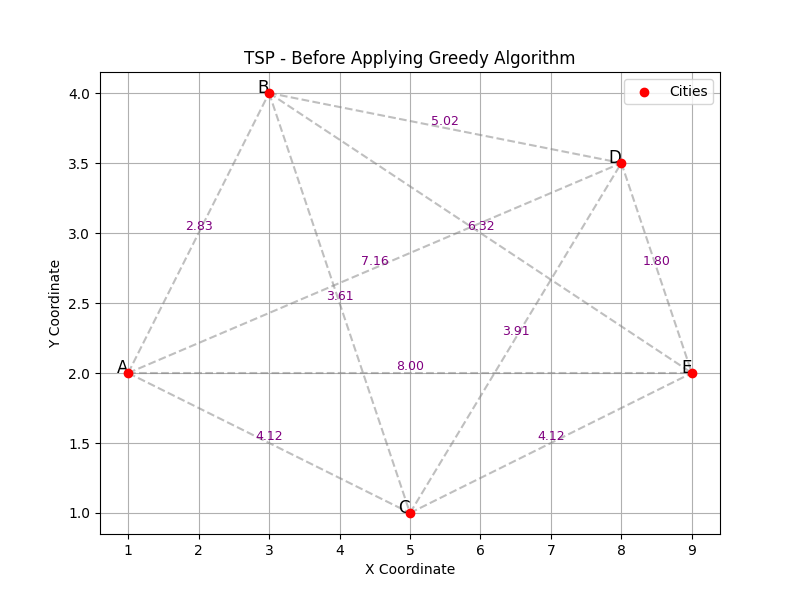 TSP - Before Applying Greedy Algorithm
Cities
B
D
A
E
C
5.02
2.83
6.32
7.16
1.80
3.61
3.91
8.00
4.12
4.12
Y Coordinate
4.0
3.5
3.0
2.5
2.0
1.5
1.0
1 2 3 4 5 6 7 8 9
X Coordinate